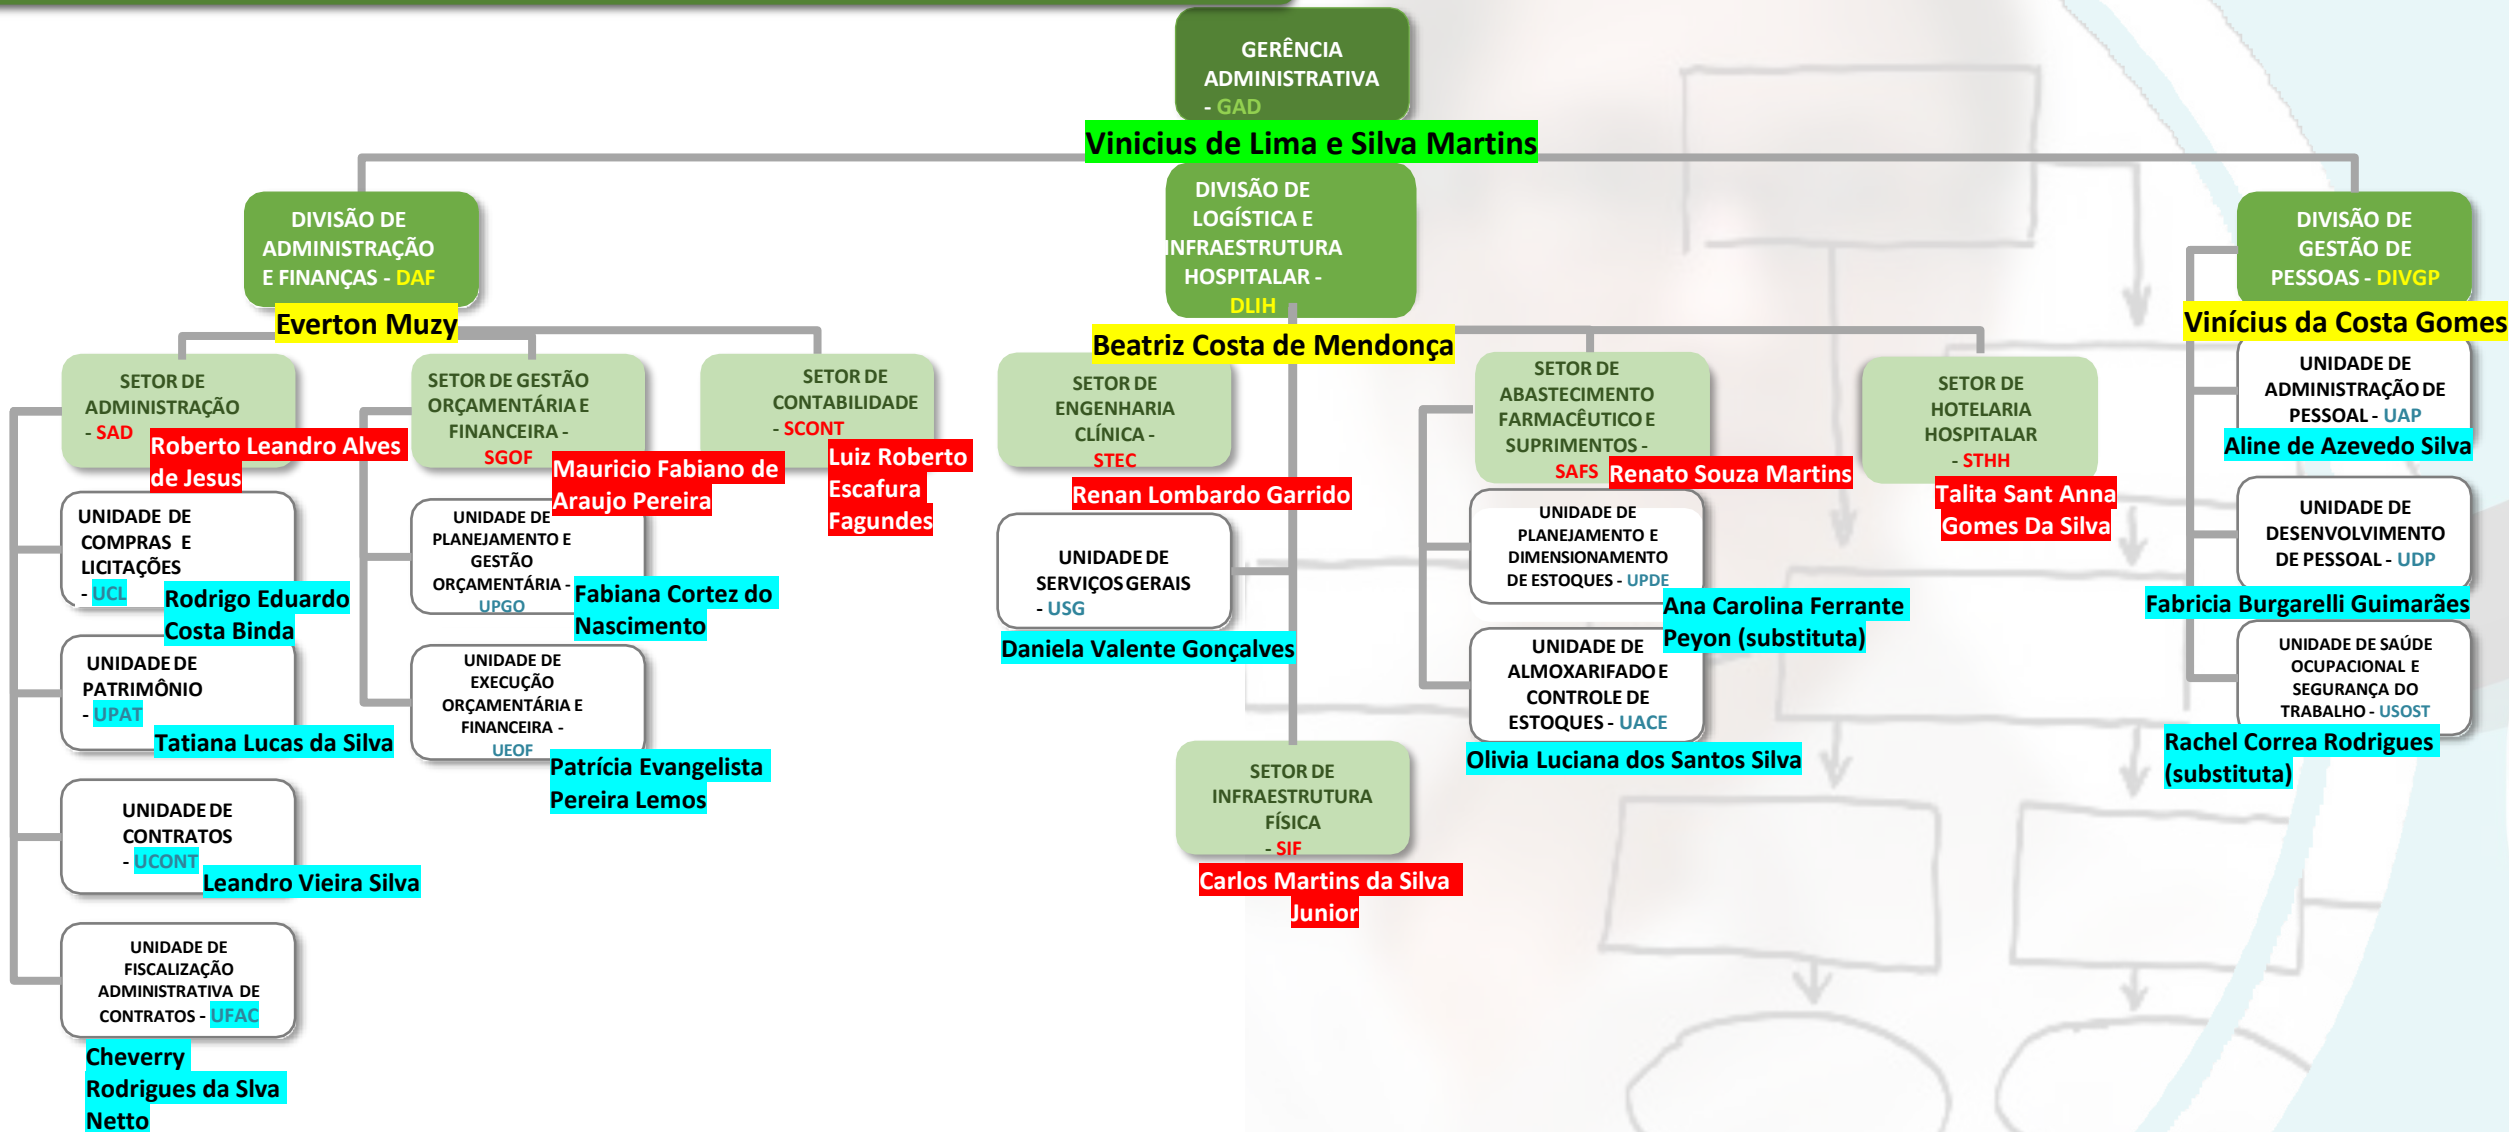 GERÊNCIA
ADMINISTRATIVA
- GAD
Vinicius de Lima e Silva Martins
DIVISÃO DE
ADMINISTRAÇÃO
E FINANÇAS - DAF
Everton Muzy
DIVISÃO DE
LOGÍSTICA E
INFRAESTRUTURA
HOSPITALAR -
DLIH
Beatriz Costa de Mendonça
DIVISÃO DE
GESTÃO DE
PESSOAS - DIVGP
Vinícius da Costa Gomes
SETOR DE
ADMINISTRAÇÃO
- SAD
Roberto Leandro Alves
de Jesus
SETOR DE GESTÃO
ORÇAMENTÁRIA E
FINANCEIRA -
SGOF
Mauricio Fabiano de
Araujo Pereira
SETOR DE
CONTABILIDADE
- SCONT
Luiz Roberto
Escafura
Fagundes
SETOR DE
ENGENHARIA
CLÍNICA -
STEC
Renan Lombardo Garrido
SETOR DE
ABASTECIMENTO
FARMACÊUTICO E
SUPRIMENTOS -
SAFS
Renato Souza Martins
SETOR DE
HOTELARIA
HOSPITALAR
- STHH
Talita Sant Anna
Gomes Da Silva
UNIDADE DE
ADMINISTRAÇÃO DE
PESSOAL - UAP
Aline de Azevedo Silva
UNIDADE DE
COMPRAS E
LICITAÇÕES
- UCL
Rodrigo Eduardo
Costa Binda
UNIDADE DE
PLANEJAMENTO E
GESTÃO
ORÇAMENTÁRIA -
UPGO
Fabiana Cortez do
Nascimento
UNIDADE DE
SERVIÇOS GERAIS
- USG
Daniela Valente Gonçalves
UNIDADE DE
PLANEJAMENTO E
DIMENSIONAMENTO
DE ESTOQUES - UPDE
Ana Carolina Ferrante
Peyon (substituta)
UNIDADE DE
DESENVOLVIMENTO
DE PESSOAL - UDP
Fabricia Burgarelli Guimarães
UNIDADE DE
PATRIMÔNIO
- UPAT
Tatiana Lucas da Silva
UNIDADE DE
EXECUÇÃO
ORÇAMENTÁRIA E
FINANCEIRA -
UEOF
Patrícia Evangelista
Pereira Lemos
UNIDADE DE
ALMOXARIFADO E
CONTROLE DE
ESTOQUES - UACE
Olivia Luciana dos Santos Silva
UNIDADE DE SAÚDE
OCUPACIONAL E
SEGURANÇA DO
TRABALHO - USOST
Rachel Correa Rodrigues
(substituta)
UNIDADE DE
CONTRATOS
- UCONT
Leandro Vieira Silva
SETOR DE
INFRAESTRUTURA
FÍSICA
- SIF
Carlos Martins da Silva
Junior
UNIDADE DE
FISCALIZAÇÃO
ADMINISTRATIVA DE
CONTRATOS - UFAC
Cheverry
Rodrigues da Slva
Netto